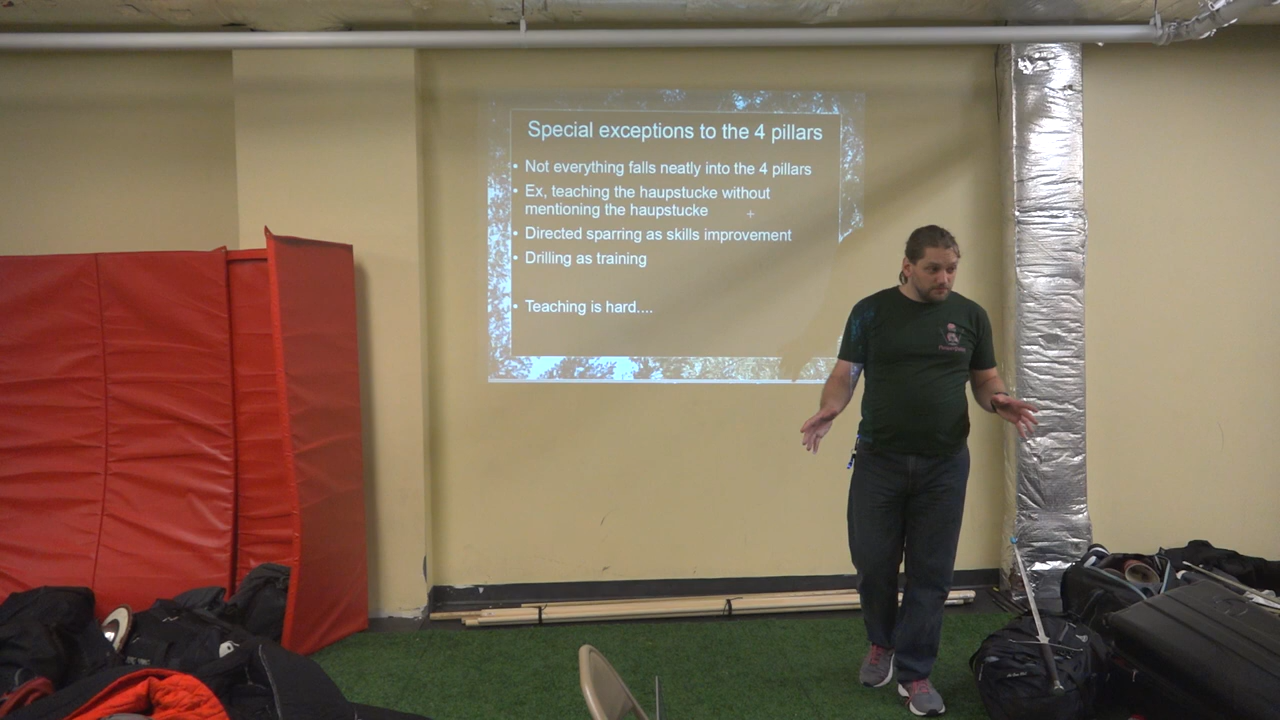 Special exceptions to the 4 pillars
• Not everything falls neatly into the 4 pillars
• Ex, teaching the haupstucke without
mentioning the haupstucke
• Directed sparring as skills improvement
• Drilling as training
• Teaching is hard....